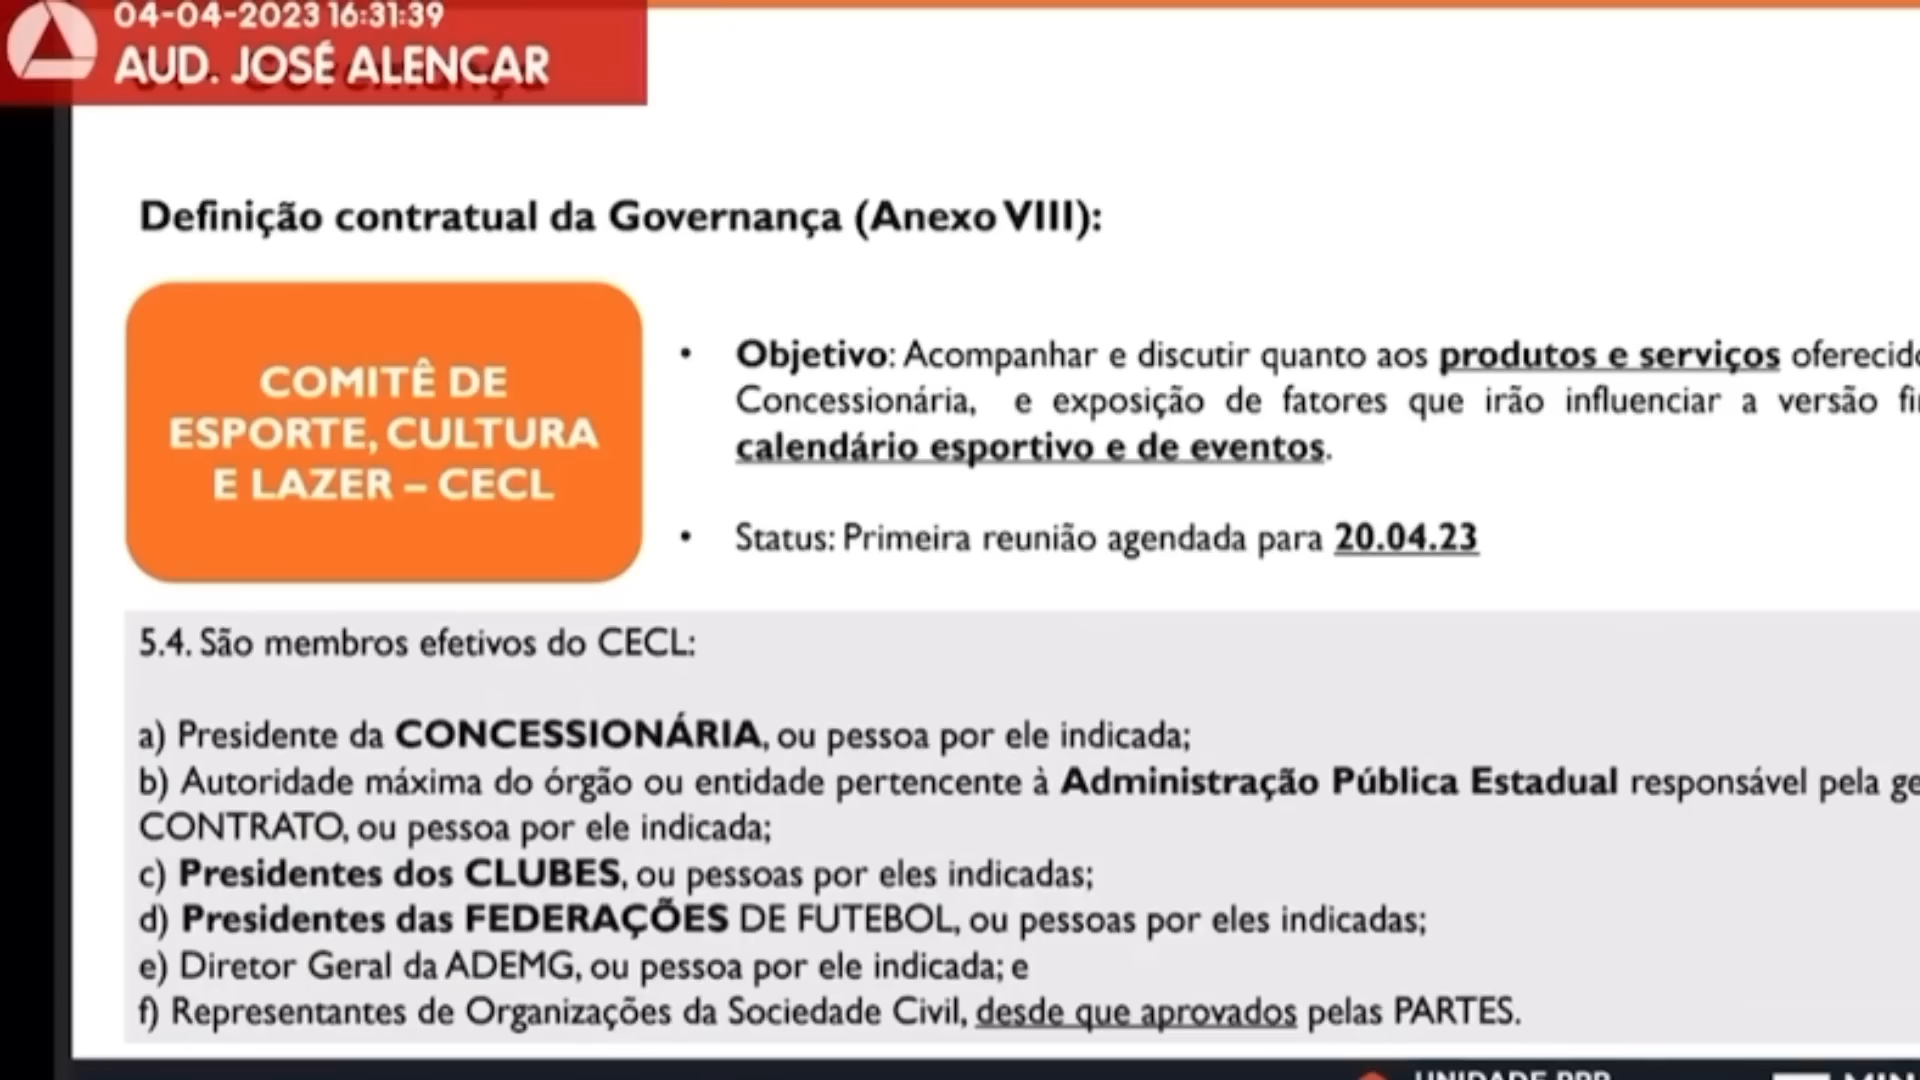 04-04-2023 16:31:39
AUD. JOSÉ ALENCAR
Definição contratual da Governança (Anexo VIII):
COMITÊ DE
ESPORTE, CULTURA
E LAZER – CECL
• Objetivo: Acompanhar e discutir quanto aos produtos e serviços
Concessionária, e exposição de fatores que irão influenciar a versão
calendário esportivo e de eventos.
• Status: Primeira reunião agendada para 20.04.23
5.4. São membros efetivos do CECL:
a) Presidente da CONCESSIONÁRIA, ou pessoa por ele indicada;
b) Autoridade máxima do órgão ou entidade pertencente à Administração Pública Estadual responsável pela
CONTRATO, ou pessoa por ele indicada;
c) Presidentes dos CLUBES, ou pessoas por eles indicadas;
d) Presidentes das FEDERAÇÕES DE FUTEBOL, ou pessoas por eles indicadas;
e) Diretor Geral da ADEMG, ou pessoa por ele indicada; e
f) Representantes de Organizações da Sociedade Civil, desde que aprovados pelas PARTES.